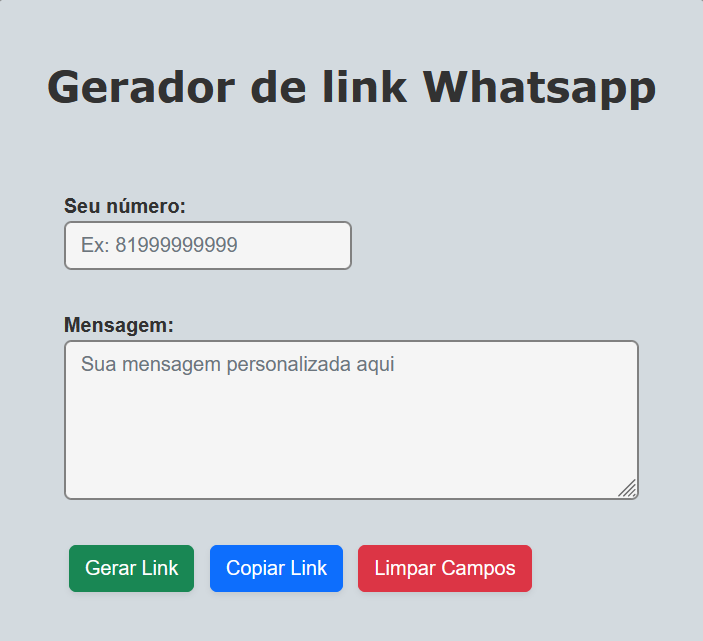 Gerador de link Whatsapp
Seu número:
Ex: 81999999999
Mensagem:
Sua mensagem personalizada aqui
Gerar Link Copiar Link Limpar Campos